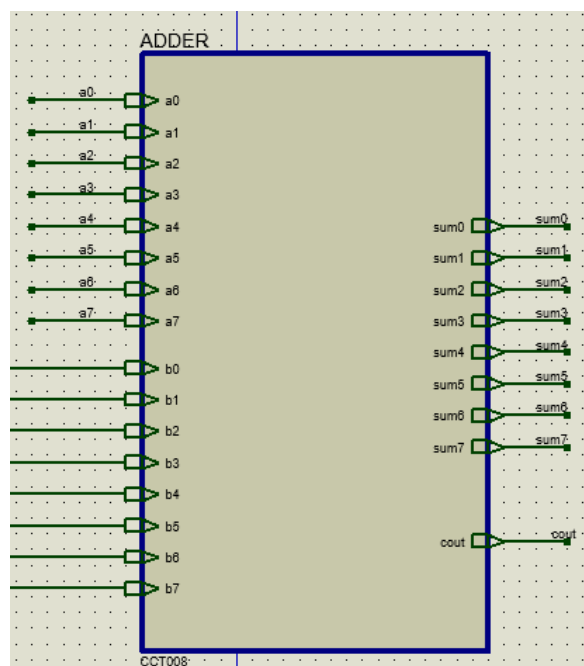 ADDER
a0 a0
a1 a1
a2 a2
a3 a3
a4 a4 sum0 sum0
a5 a5 sum1 sum1
a6 a6 sum2 sum2
a7 a7 sum3 sum3
sum4 sum4
b0
sum5 sum5
b1
sum6 sum6
b2
sum7 sum7
b3
b4
b5
cout cout
b6
b7
CCT008